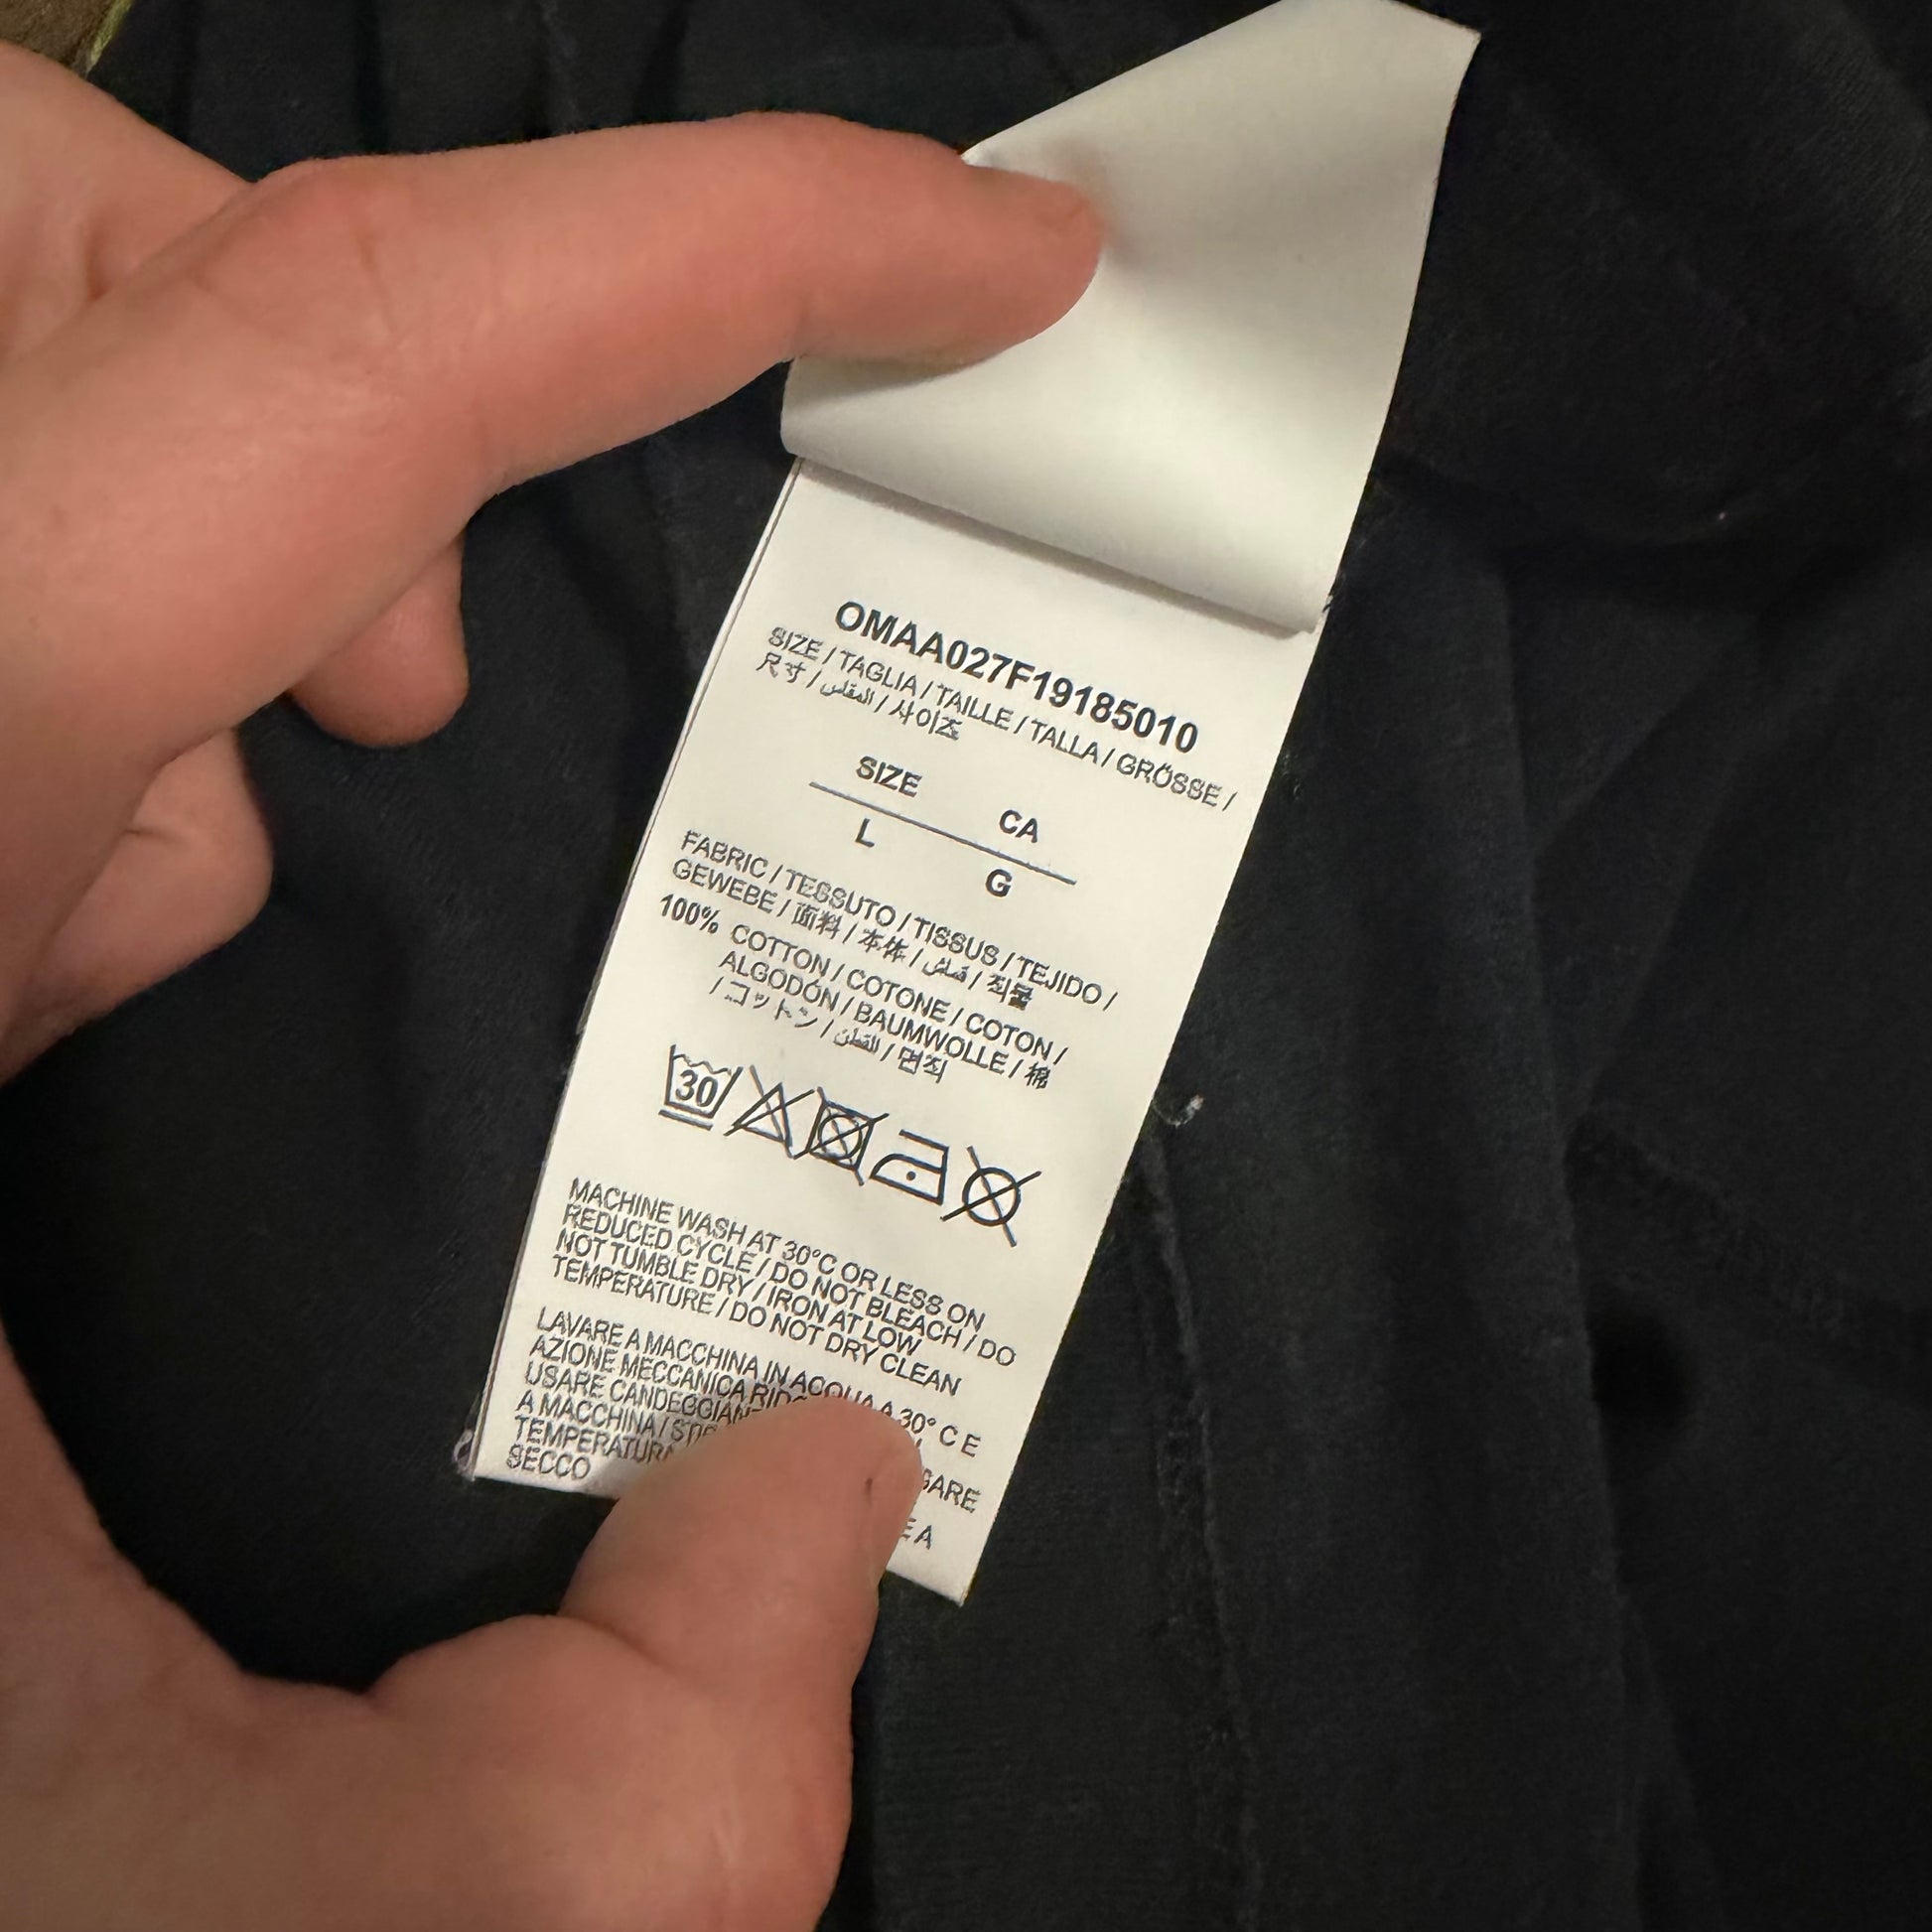 OMAA027F19185010
SIZE / TAGLIA / TAILLE / TALLA / GRÖSSE /
尺寸 / المقاس / 사이즈
SIZE CA
L G
FABRIC / TESSUTO / TISSUS / TEJIDO /
GEWEBE / 面料 / 本体 / قماش / 직물
100% COTTON / COTONE / COTON /
ALGODÓN / BAUMWOLLE / 棉
/ コットン / القطن / 면직
30
MACHINE WASH AT 30°C OR LESS ON
REDUCED CYCLE / DO NOT BLEACH / DO
NOT TUMBLE DRY / IRON AT LOW
TEMPERATURE / DO NOT DRY CLEAN
LAVARE A MACCHINA IN ACQUA A 30° C E
AZIONE MECCANICA
USARE
A MACCHINA /
SECCO